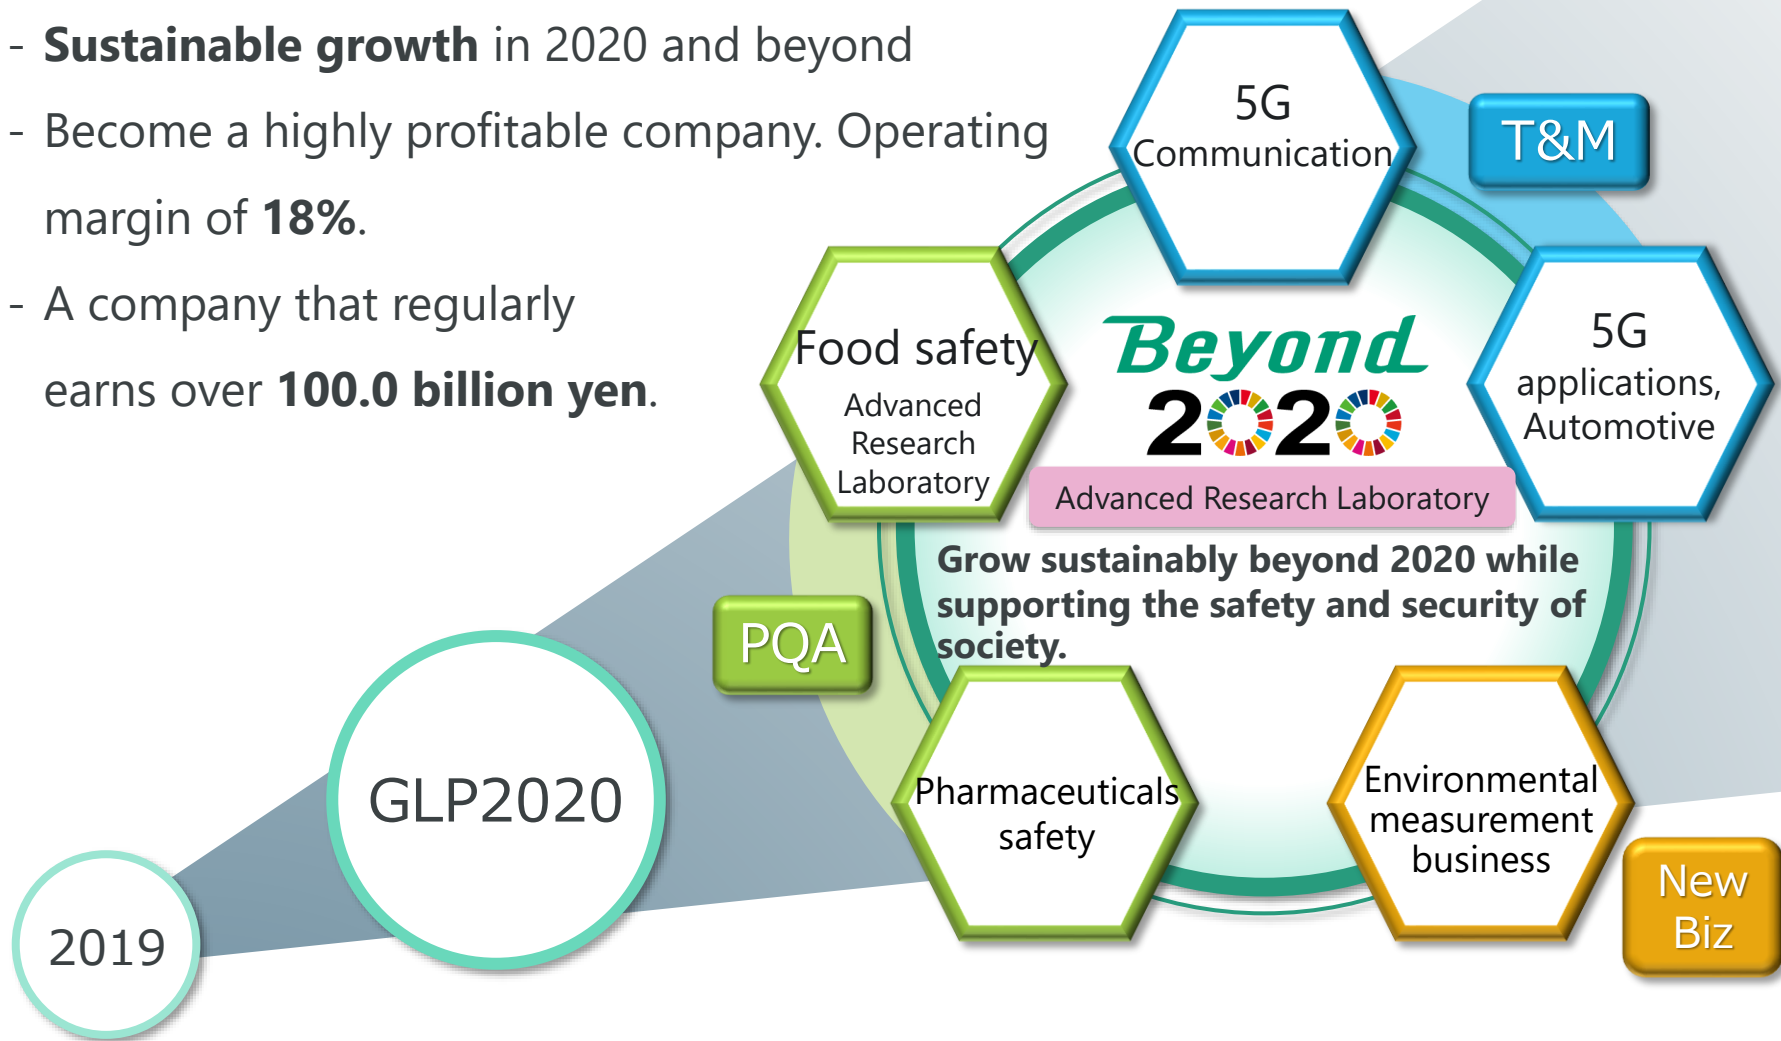 - Sustainable growth in 2020 and beyond
- Become a highly profitable company. Operating
margin of 18%.
- A company that regularly
earns over 100.0 billion yen.
5G
Communication
T&M
Food safety
Advanced
Research
Laboratory
Beyond
2020
Advanced Research Laboratory
5G
applications,
Automotive
Grow sustainably beyond 2020 while
supporting the safety and security of
society.
PQA
Pharmaceuticals
safety
Environmental
measurement
business
New
Biz
GLP2020
2019